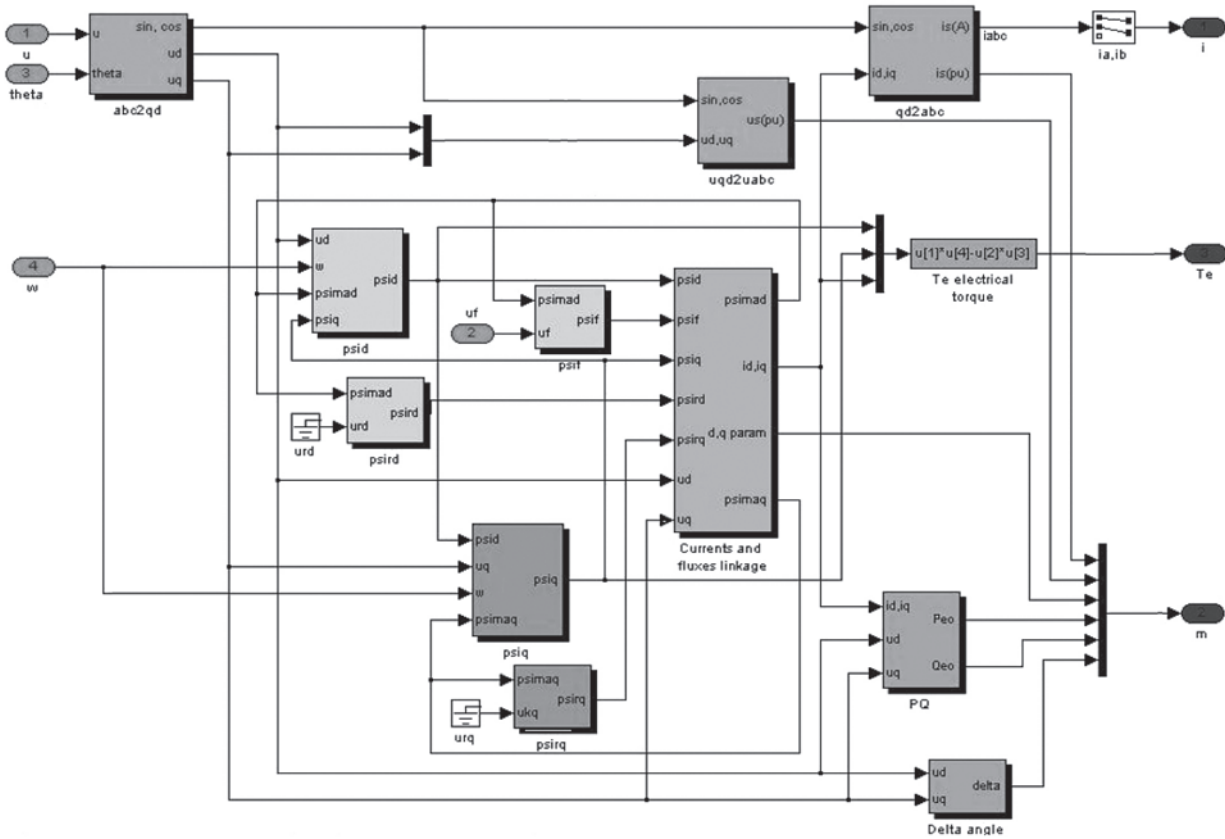 1
u
3
theta
u
theta
sin, cos
ud
uq
abc2qd
sin,cos
id,iq
is(A)
is(pu)
qd2abc
iabc
ia,ib
1
i
sin,cos
ud,uq
us(pu)
uqd2uabc
4
w
ud
w
psimad
psiq
psid
psid
uf
2
psimad
uf
psif
psif
psimad
urd
psird
psird
urd
psid
psif
psiq
psird
psirq
ud
uq
psimad
id,iq
d,q param
psimaq
Currents and
fluxes linkage
u[1]*u[4]-u[2]*u[3]
Te electrical
torque
3
Te
psid
uq
w
psimaq
psiq
psiq
psimaq
ukq
psirq
psirq
urq
id,iq
ud
uq
Peo
Qeo
PQ
2
m
ud
uq
delta
Delta angle